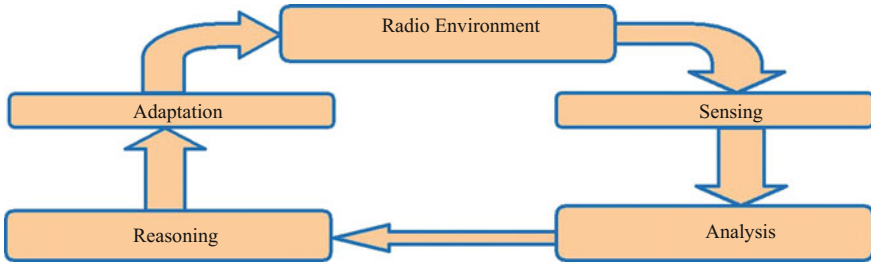 Radio Environment
Adaptation
Sensing
Reasoning
Analysis